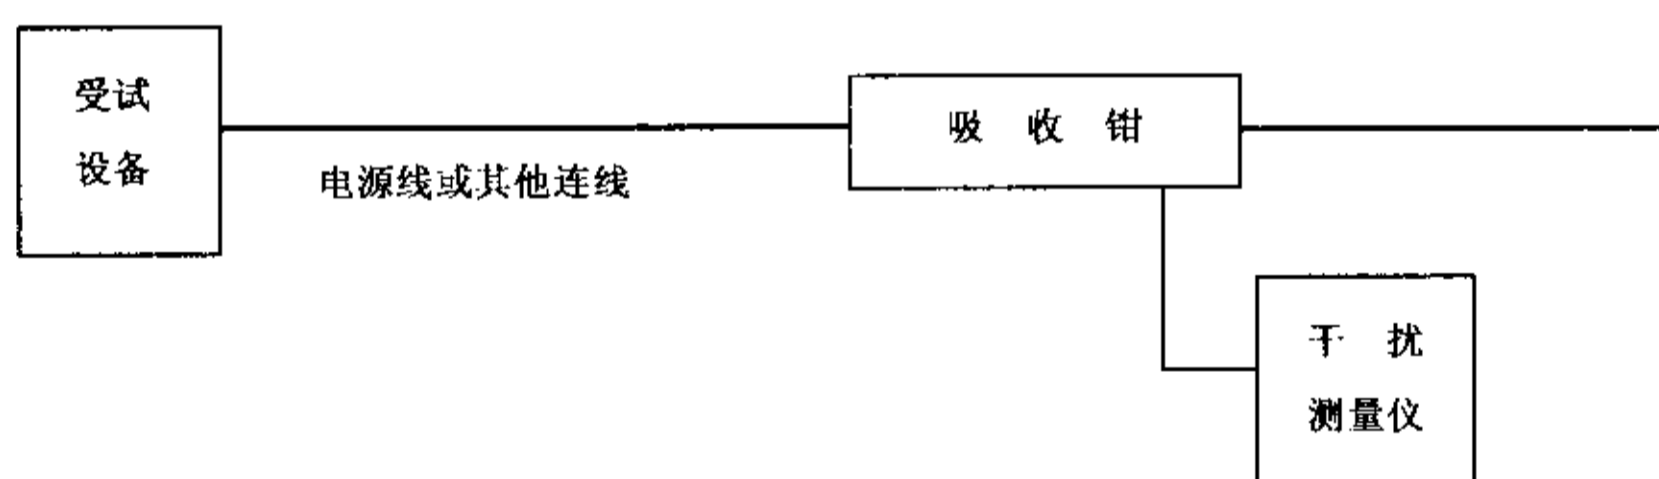 受试
设备
电源线或其他连线
吸收钳
干扰
测量仪